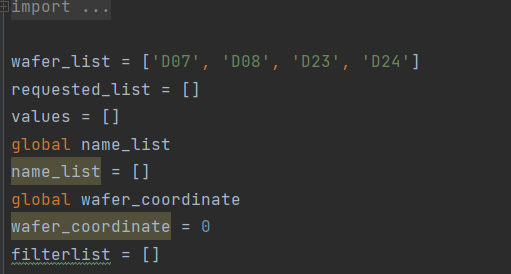 import ...
wafer_list = ['D07', 'D08', 'D23', 'D24']
requested_list = []
values = []
global name_list
name_list = []
global wafer_coordinate
wafer_coordinate = 0
filterlist = []